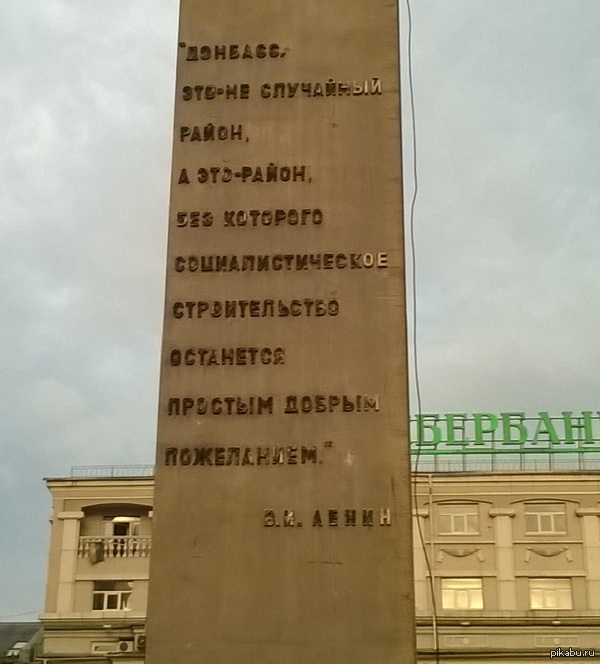 "ДОНБАСС,
ЭТО-НЕ СЛУЧАЙНЫЙ
РАЙОН,
А ЭТО-РАЙОН,
БЕЗ КОТОРОГО
СОЦИАЛИСТИЧЕСКОЕ
СТРОИТЕЛЬСТВО
ОСТАНЕТСЯ
ПРОСТЫМ ДОБРЫМ
ПОЖЕЛАНИЕМ."
В.И. ЛЕНИН
БЕРБАН
pikabu.ru